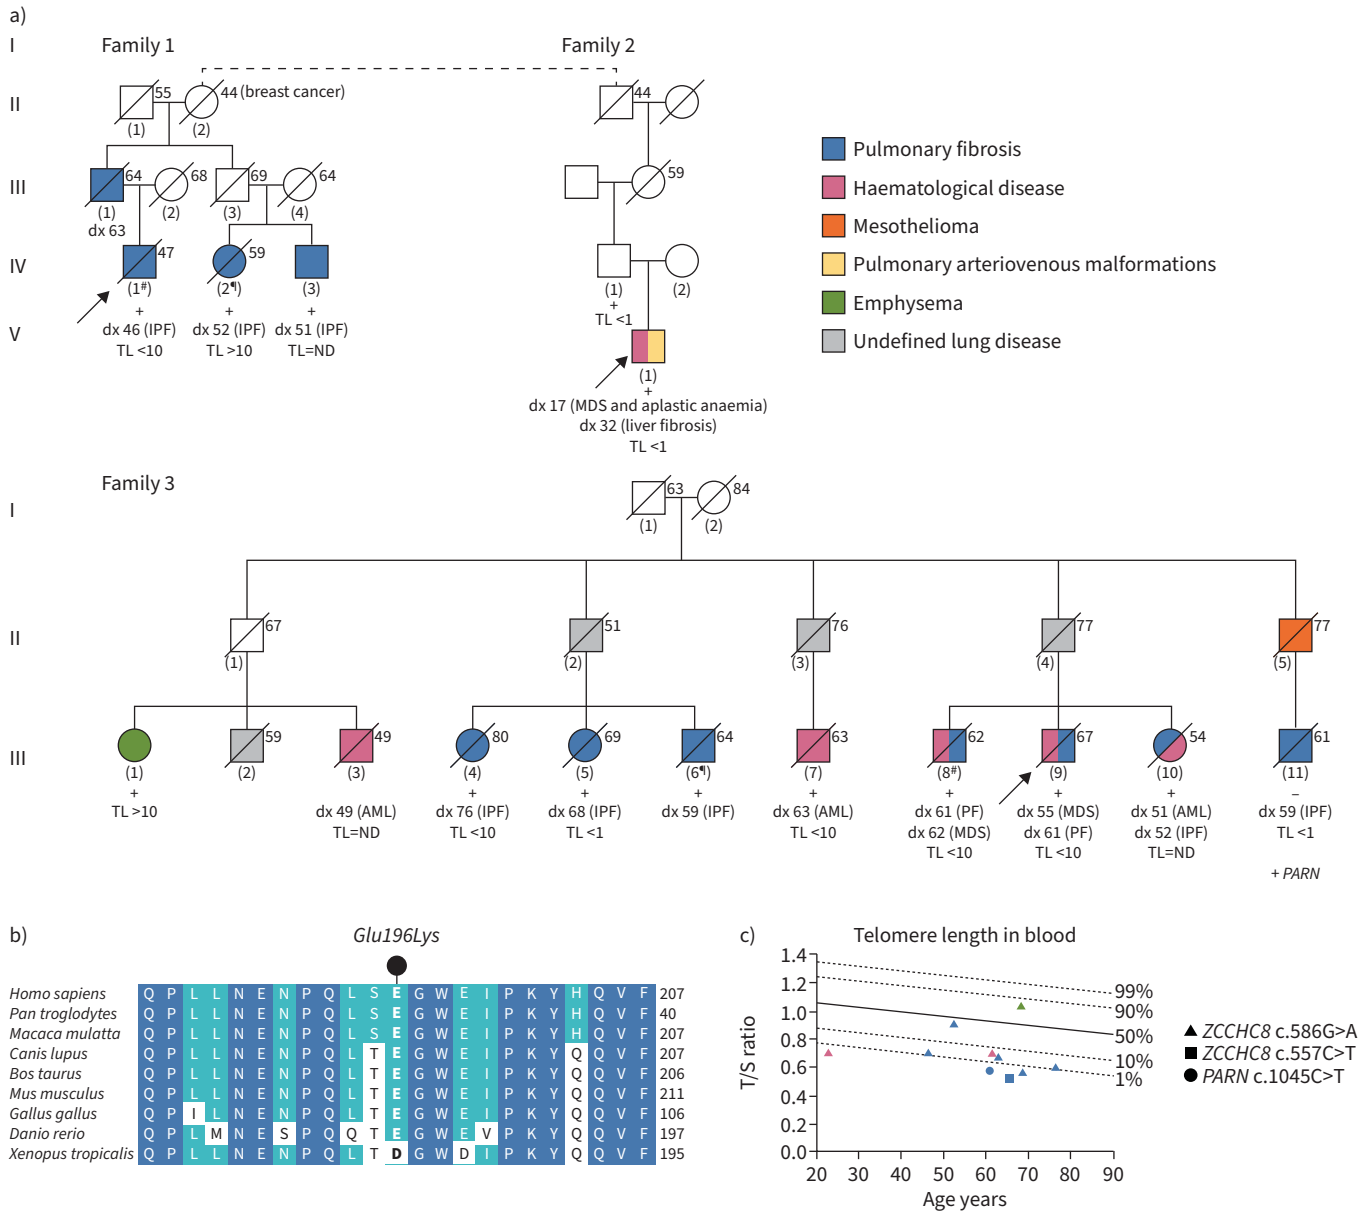 a)
I
Family 1
Family 2
II
55
44 (breast cancer)
44
(1)
(2)
III
64
68
69
64
59
(1)
(2)
(3)
(4)
dx 63
IV
47
59
(1#)
(2¶)
(3)
(1)
(2)
+
+
+
+
dx 46 (IPF)
dx 52 (IPF)
dx 51 (IPF)
TL <1
TL <10
TL >10
TL=ND
V
(1)
+
dx 17 (MDS and aplastic anaemia)
dx 32 (liver fibrosis)
TL <1
Pulmonary fibrosis
Haematological disease
Mesothelioma
Pulmonary arteriovenous malformations
Emphysema
Undefined lung disease
Family 3
I
63
84
(1)
(2)
II
67
51
76
77
77
(1)
(2)
(3)
(4)
(5)
III
59
49
80
69
64
63
62
67
54
61
(1)
(2)
(3)
(4)
(5)
(6¶)
(7)
(8#)
(9)
(10)
(11)
+
+
+
+
+
+
+
+
–
TL >10
dx 49 (AML)
dx 76 (IPF)
dx 68 (IPF)
dx 59 (IPF)
dx 63 (AML)
dx 61 (PF)
dx 55 (MDS)
dx 51 (AML)
dx 59 (IPF)
TL=ND
TL <10
TL <1
TL <10
dx 62 (MDS)
dx 61 (PF)
dx 52 (IPF)
TL <1
TL <10
TL <10
TL=ND
+ PARN
b)
Glu196Lys
Homo sapiens Q P L L N E N P Q L S E G W E I P K Y H Q V F 207
Pan troglodytes Q P L L N E N P Q L S E G W E I P K Y H Q V F 40
Macaca mulatta Q P L L N E N P Q L S E G W E I P K Y H Q V F 207
Canis lupus Q P L L N E N P Q L T E G W E I P K Y Q Q V F 207
Bos taurus Q P L L N E N P Q L T E G W E I P K Y Q Q V F 206
Mus musculus Q P L L N E N P Q L T E G W E I P K Y Q Q V F 211
Gallus gallus Q P I L N E N P Q L T E G W E I P K Y Q Q V F 106
Danio rerio Q P L M N E S P Q Q T E G W E V P K Y Q Q V F 197
Xenopus tropicalis Q P L L N E N P Q L T D G W D I P K Y Q Q V F 195
c)
Telomere length in blood
T/S ratio
1.4
1.2
1.0
0.8
0.6
0.4
0.2
0.0
99%
90%
50%
10%
1%
20 30 40 50 60 70 80 90
Age years
ZCCHC8 c.586G>A
ZCCHC8 c.557C>T
PARN c.1045C>T